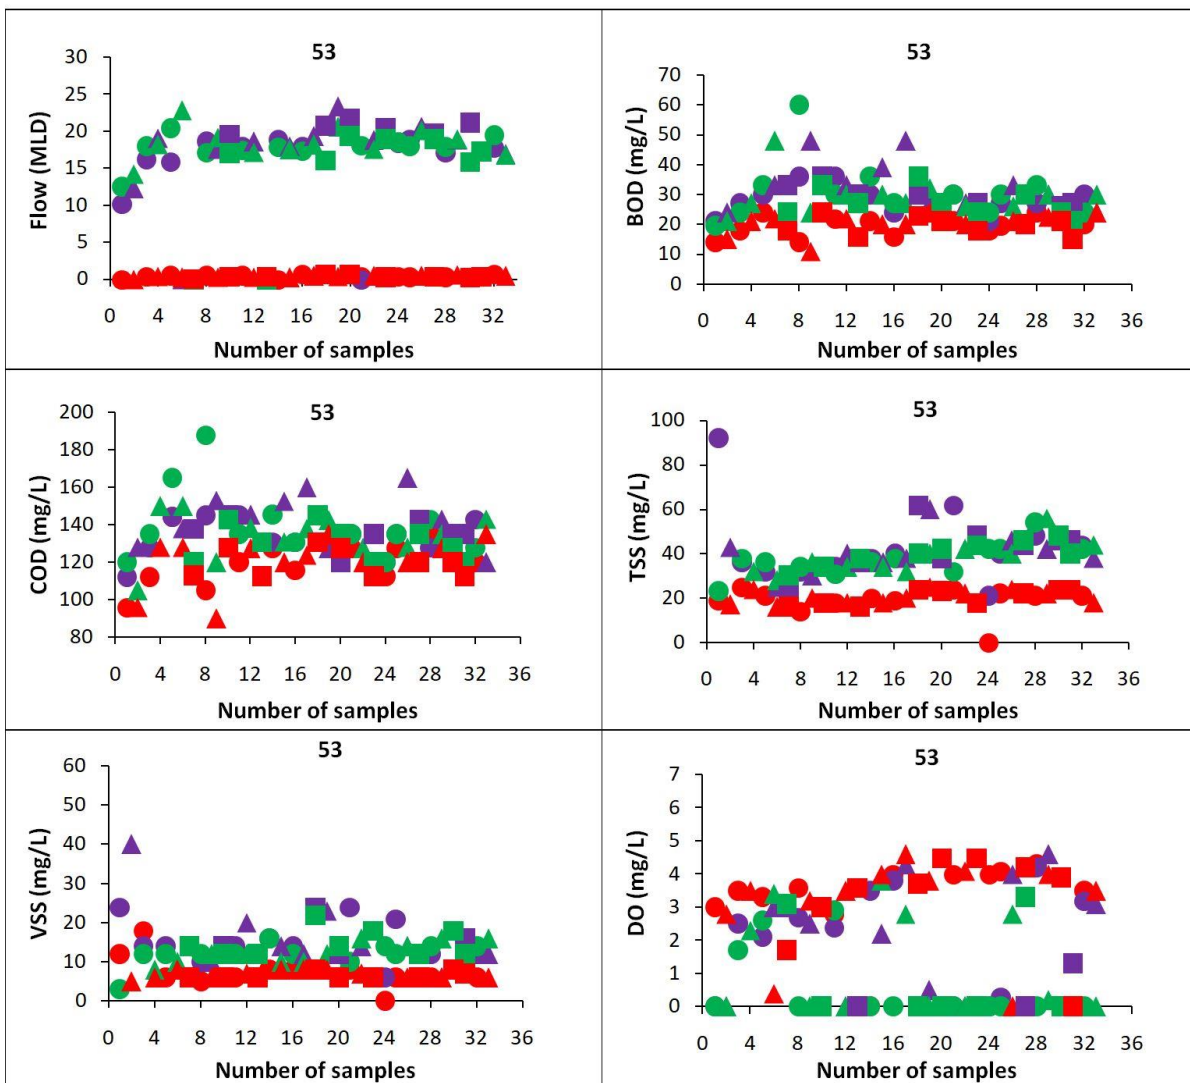 53
Flow (MLD)
30
25
20
15
10
5
0
0 4 8 12 16 20 24 28 32
Number of samples
53
BOD (mg/L)
70
60
50
40
30
20
10
0
0 4 8 12 16 20 24 28 32 36
Number of samples
53
COD (mg/L)
200
180
160
140
120
100
80
0 4 8 12 16 20 24 28 32 36
Number of samples
53
TSS (mg/L)
100
80
60
40
20
0
0 4 8 12 16 20 24 28 32 36
Number of samples
53
VSS (mg/L)
60
50
40
30
20
10
0
0 4 8 12 16 20 24 28 32 36
Number of samples
53
DO (mg/L)
7
6
5
4
3
2
1
0
0 4 8 12 16 20 24 28 32 36
Number of samples